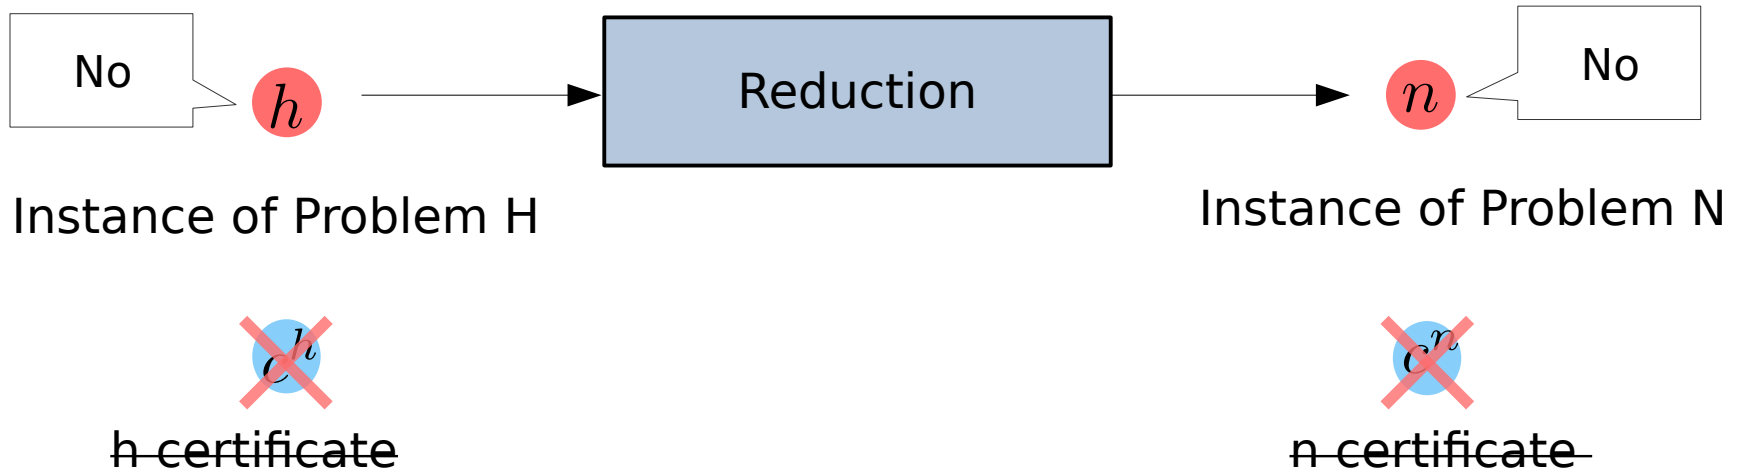 No
h
Reduction
n
No
Instance of Problem H
Instance of Problem N
c^h
c^n
h certificate
n certificate